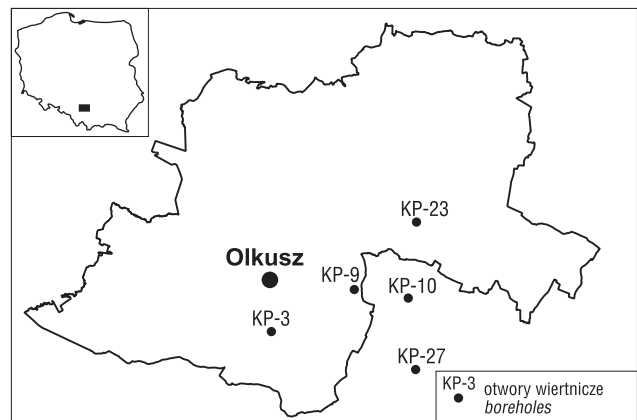 KP-23
Olkusz
KP-9
KP-10
KP-3
KP-27
KP-3 otwory wiertnicze
boreholes